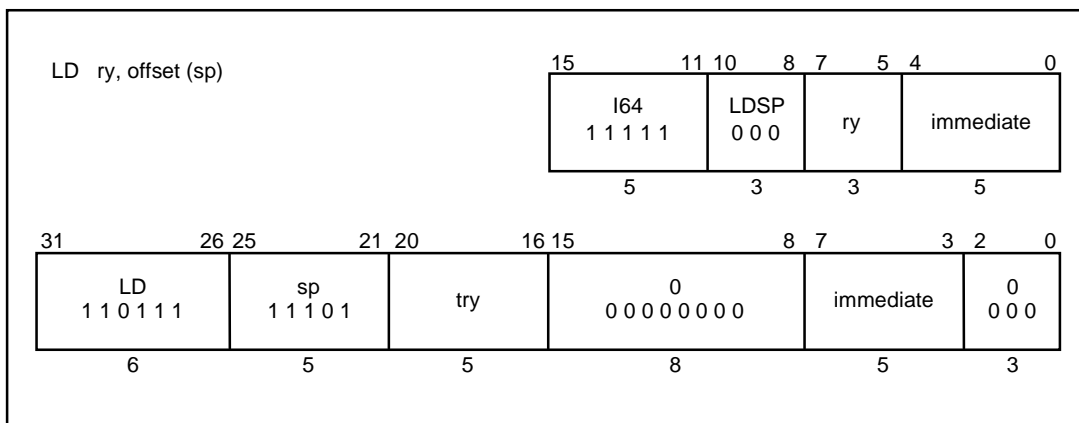 LD ry, offset (sp)
15 11 10 8 7 5 4 0
I64 LDSP ry immediate
1 1 1 1 1 0 0 0
5 3 3 5
31 26 25 21 20 16 15 8 7 3 2 0
LD sp try 0 immediate 0
1 1 0 1 1 1 1 1 1 0 1 0 0 0 0 0 0 0 0 0 0 0
6 5 5 8 5 3